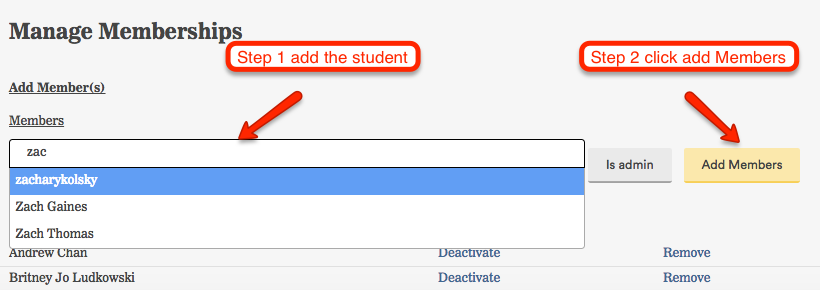 Manage Memberships
Step 1 add the student
Step 2 click add Members
Add Member(s)
Members
zac
Is admin
Add Members
zacharykolsky
Zach Gaines
Zach Thomas
Andrew Chan Deactivate Remove
Britney Jo Ludkowski Deactivate Remove